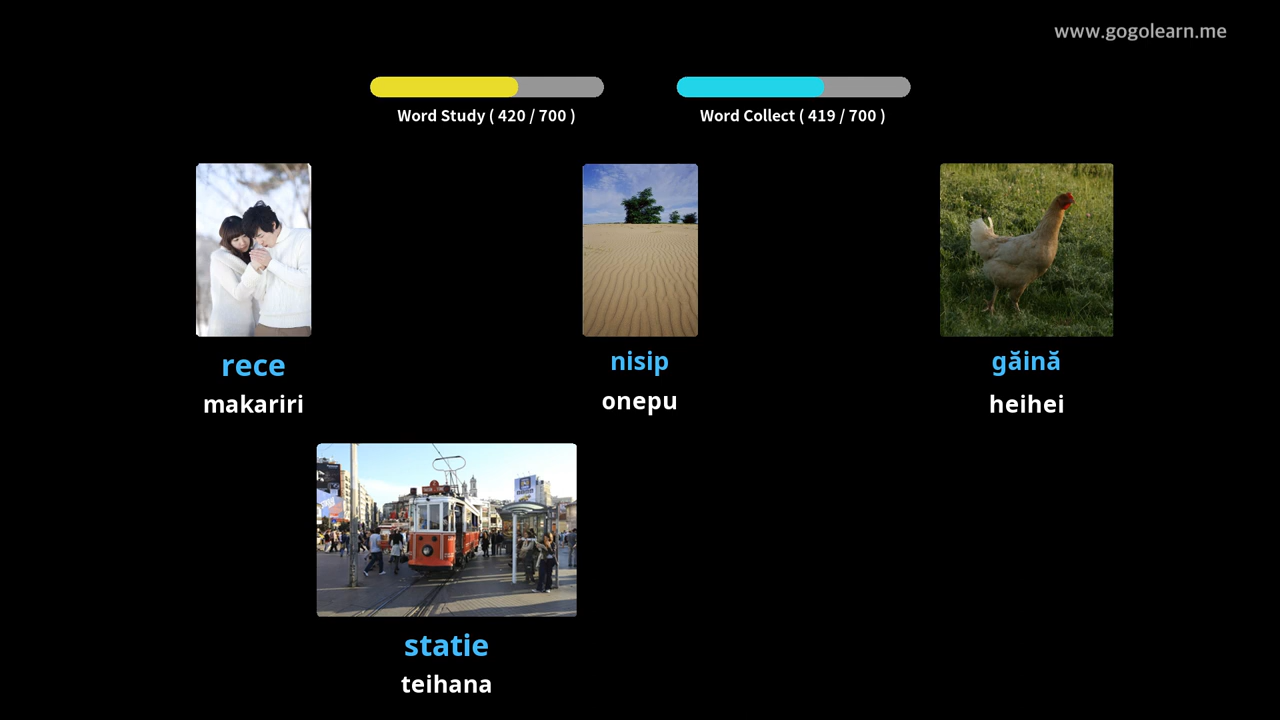 www.gogolearn.me
Word Study ( 420 / 700 )
Word Collect ( 419 / 700 )
rece
makariri
nisip
onepu
găină
heihei
statie
teihana